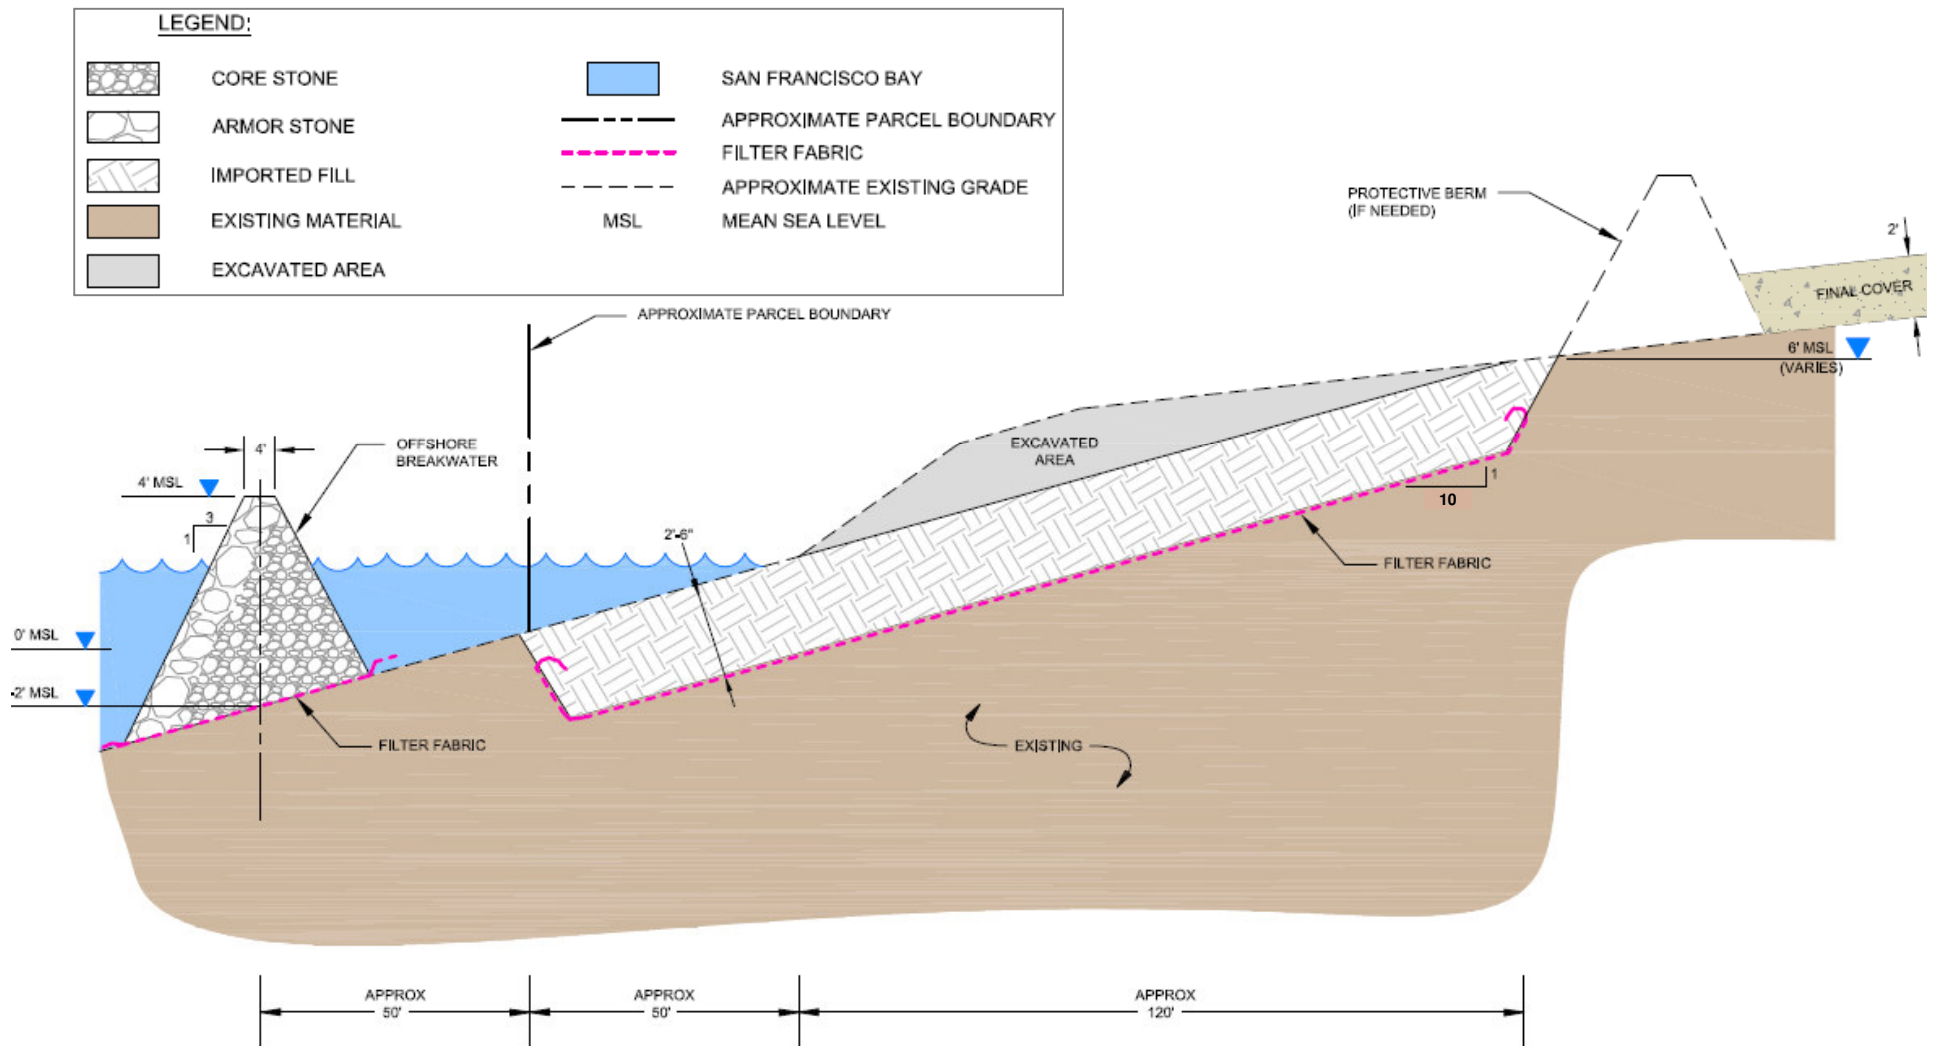 LEGEND:
CORE STONE
ARMOR STONE
IMPORTED FILL
EXISTING MATERIAL
EXCAVATED AREA
SAN FRANCISCO BAY
APPROXIMATE PARCEL BOUNDARY
FILTER FABRIC
APPROXIMATE EXISTING GRADE
MSL
MEAN SEA LEVEL
APPROXIMATE PARCEL BOUNDARY
PROTECTIVE BERM
(IF NEEDED)
2'
FINAL COVER
6' MSL
(VARIES)
OFFSHORE
BREAKWATER
4'
4' MSL
3
1
EXCAVATED
AREA
1
10
2'-6"
FILTER FABRIC
0' MSL
-2' MSL
FILTER FABRIC
EXISTING
APPROX
50'
APPROX
50'
APPROX
120'